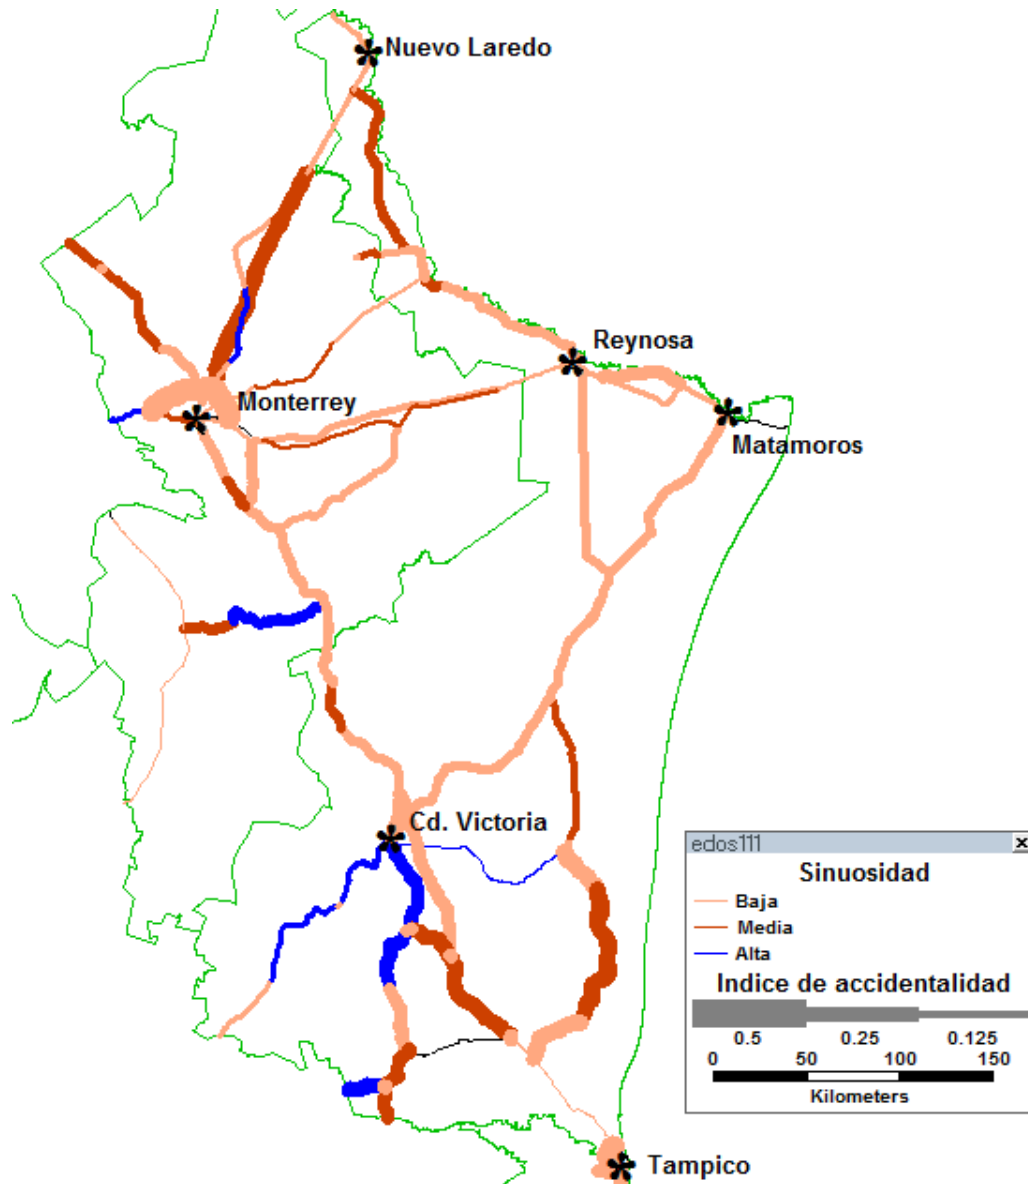 Nuevo Laredo
Reynosa
Monterrey
Matamoros
Cd. Victoria
edos111
Sinuosidad
Baja
Media
Alta
Indice de accidentalidad
0.5 0.25 0.125
0 50 100 150
Kilometers
Tampico